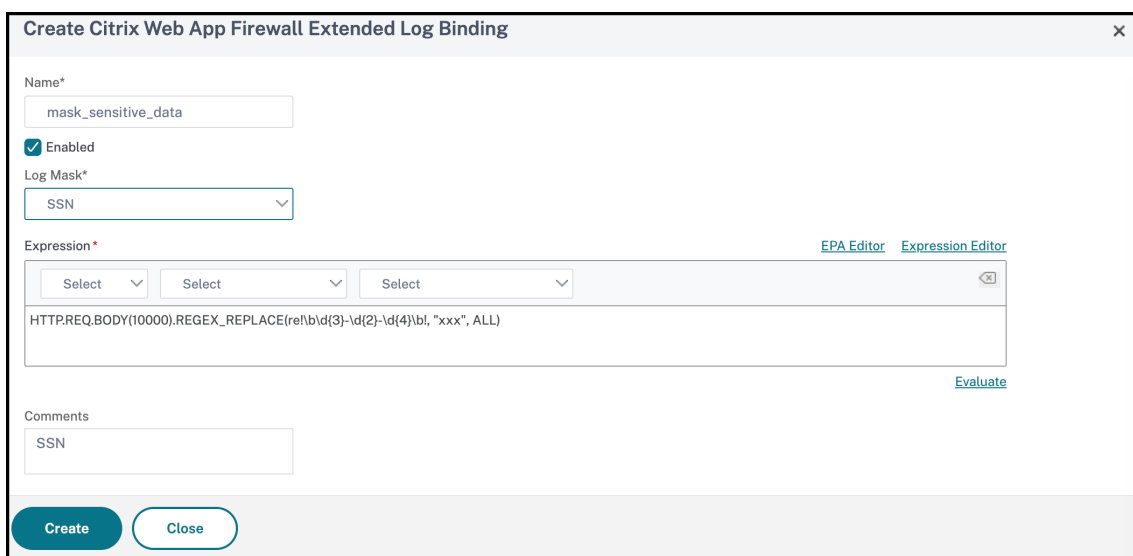 Create Citrix Web App Firewall Extended Log Binding
Name*
mask_sensitive_data
Enabled
Log Mask*
SSN
Expression* EPA Editor Expression Editor
Select Select Select
HTTP.REQ.BODY(10000).REGEX_REPLACE(re!\b\d{3}-\d{2}-\d{4}\b!, "xxx", ALL)
Evaluate
Comments
SSN
Create Close